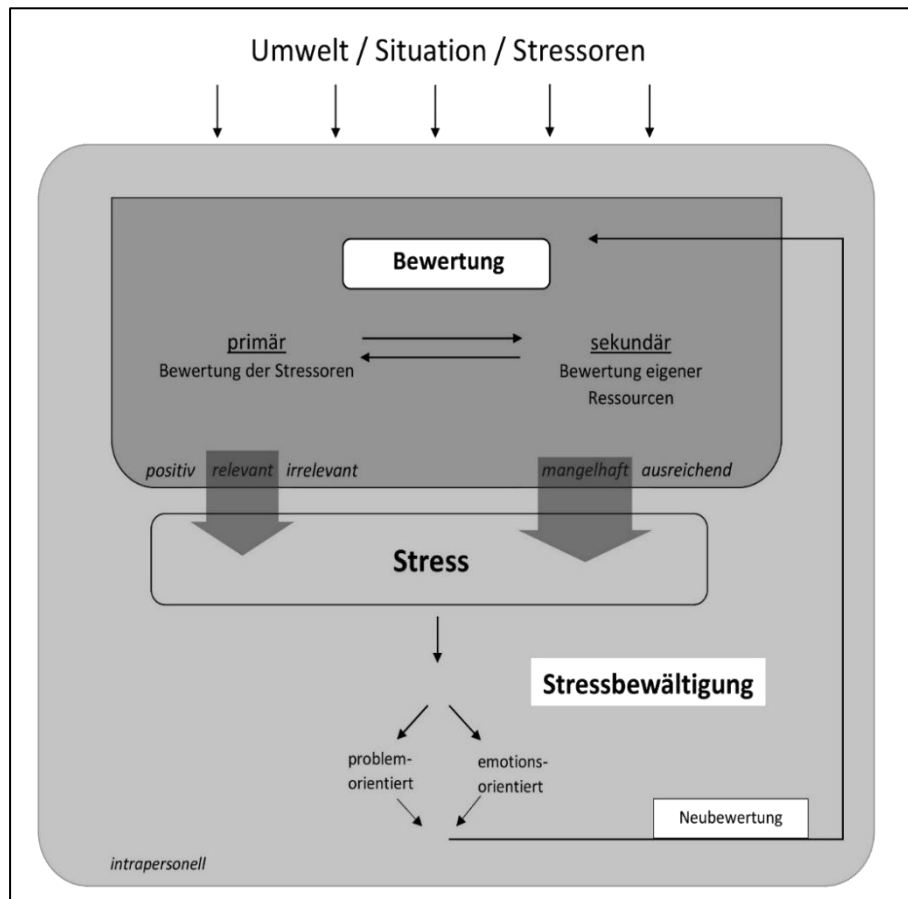 Umwelt / Situation / Stressoren
Bewertung
primär
Bewertung der Stressoren
sekundär
Bewertung eigener
Ressourcen
positiv relevant irrelevant
mangelhaft ausreichend
Stress
Stressbewältigung
problem-
orientiert
emotions-
orientiert
Neubewertung
intrapersonell